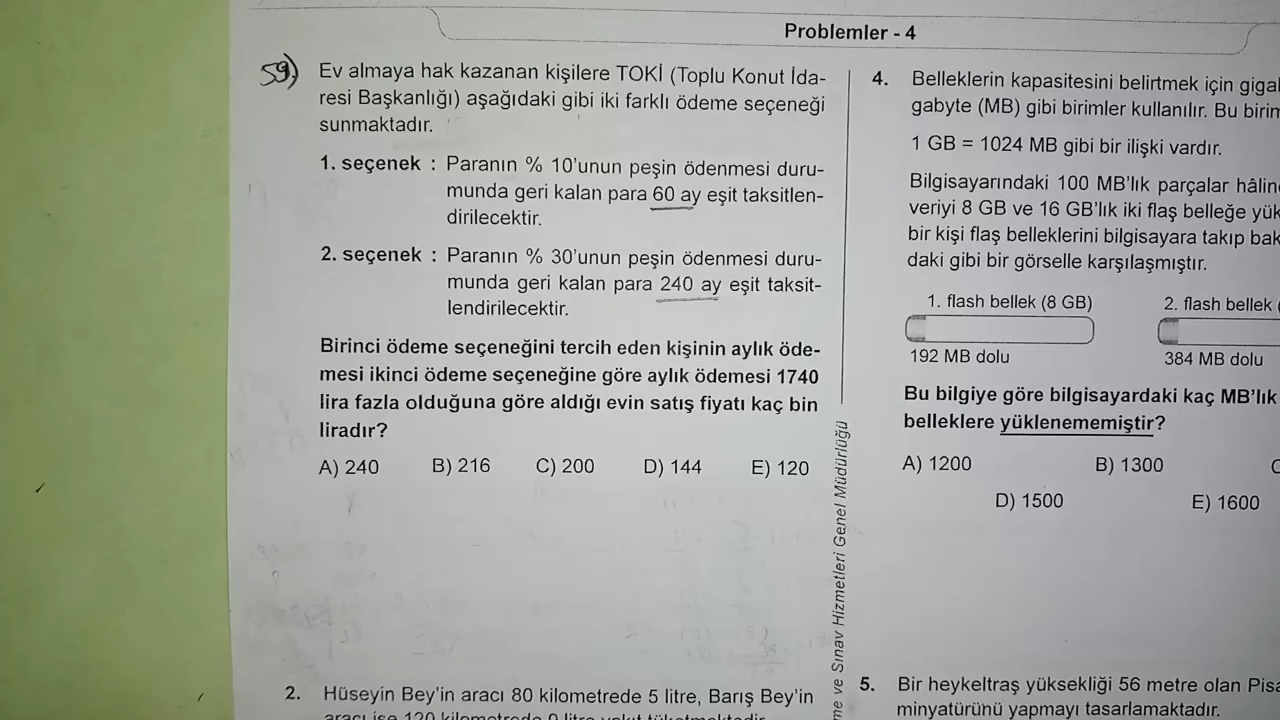 Problemler - 4
59)
Ev almaya hak kazanan kişilere TOKİ (Toplu Konut İda-
resi Başkanlığı) aşağıdaki gibi iki farklı ödeme seçeneği
sunmaktadır.
1. seçenek : Paranın % 10'unun peşin ödenmesi duru-
munda geri kalan para 60 ay eşit taksitlen-
dirilecektir.
2. seçenek : Paranın % 30'unun peşin ödenmesi duru-
munda geri kalan para 240 ay eşit taksit-
lendirilecektir.
Birinci ödeme seçeneğini tercih eden kişinin aylık öde-
mesi ikinci ödeme seçeneğine göre aylık ödemesi 1740
lira fazla olduğuna göre aldığı evin satış fiyatı kaç bin
liradır?
A) 240 B) 216 C) 200 D) 144 E) 120
2. Hüseyin Bey'in aracı 80 kilometrede 5 litre, Barış Bey'in
aracı ise 120 kilometrede 9 litre yakıt tüketmektedir.
me ve Sınav Hizmetleri Genel Müdürlüğü
4. Belleklerin kapasitesini belirtmek için
gabyte (MB) gibi birimler kullanılır. Bu
1 GB = 1024 MB gibi bir ilişki vardır.
Bilgisayarındaki 100 MB'lık parçalar
veriyi 8 GB ve 16 GB'lık iki flaş belleğe
bir kişi flaş belleklerini bilgisayara takıp
daki gibi bir görselle karşılaşmıştır.
1. flash bellek (8 GB) 2. flash bellek
192 MB dolu 384 MB dolu
Bu bilgiye göre bilgisayardaki kaç MB'lık
belleklere yüklenememiştir?
A) 1200 B) 1300
D) 1500 E) 1600
5. Bir heykeltraş yüksekliği 56 metre olan
minyatürünü yapmayı tasarlamaktadır.